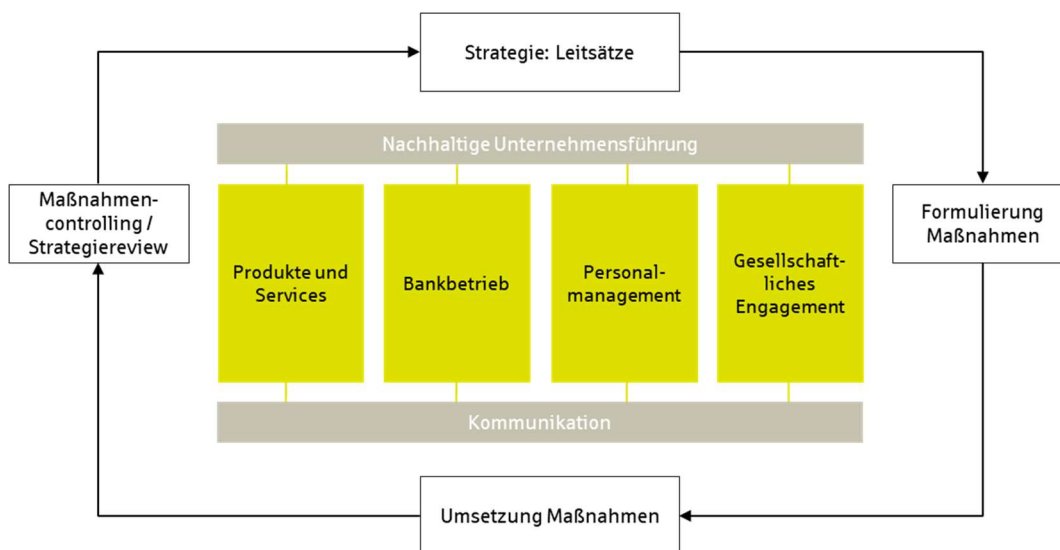 Strategie: Leitsätze
Nachhaltige Unternehmensführung
Maßnahmen-
controlling /
Strategiereview
Produkte und
Services
Bankbetrieb
Personal-
management
Gesellschaft-
liches
Engagement
Formulierung
Maßnahmen
Kommunikation
Umsetzung Maßnahmen